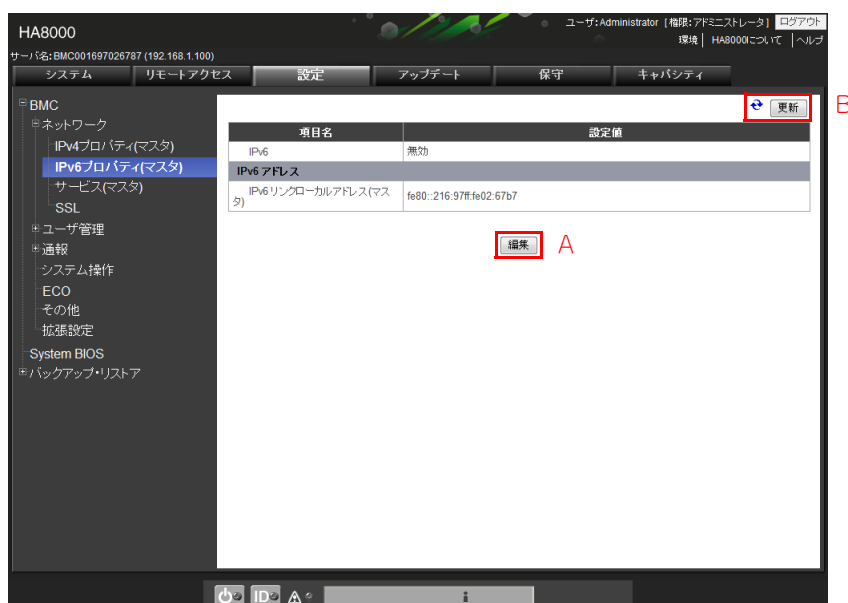 HA8000
ユーザ:Administrator [権限:アドミニストレータ] ログアウト
環境 | HA8000について | ヘルプ
サーバ名:BMC001697026787 (192.168.1.100)
システム リモートアクセス 設定 アップデート 保守 キャパシティ
BMC
ネットワーク
IPv4プロパティ(マスタ)
IPv6プロパティ(マスタ)
サービス(マスタ)
SSL
ユーザ管理
通報
システム操作
ECO
その他
拡張設定
System BIOS
バックアップ・リストア
更新 B
項目名 設定値
IPv6 無効
IPv6 アドレス
IPv6 リンクローカルアドレス(マスタ) fe80::216:97ff:fe02:67b7
編集 A
ID